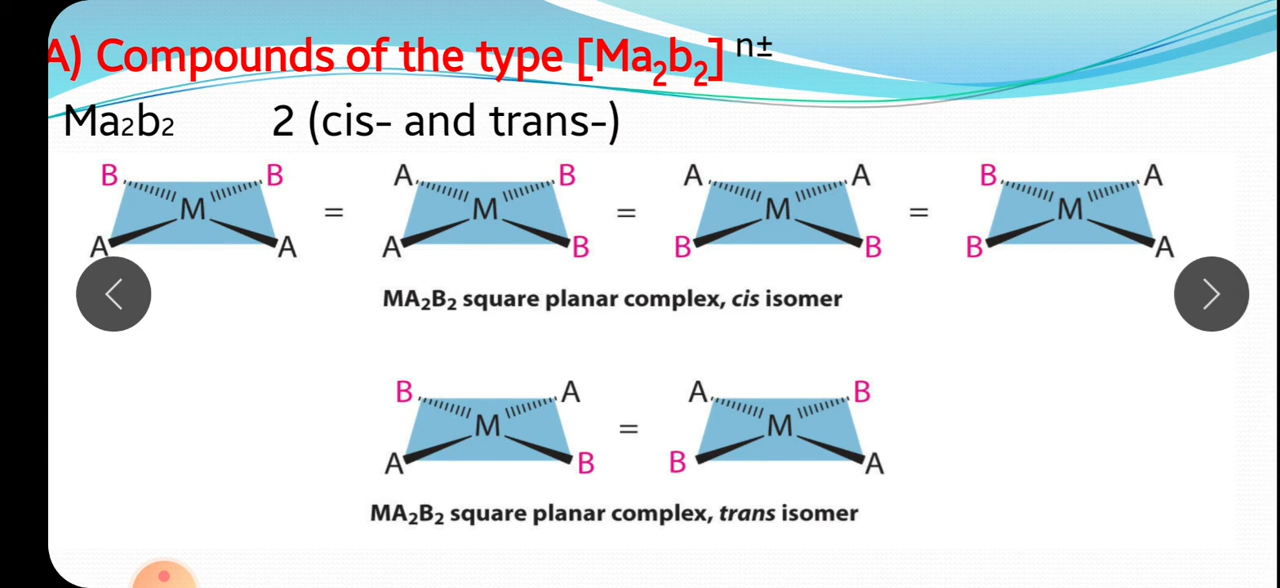 A) Compounds of the type [Ma₂b₂] n±
Ma₂b₂ 2 (cis- and trans-)
B B A B A A B A
M = M = M = M
A A A B B B B A
MA₂B₂ square planar complex, cis isomer
B A A B
M = M
A B B A
MA₂B₂ square planar complex, trans isomer